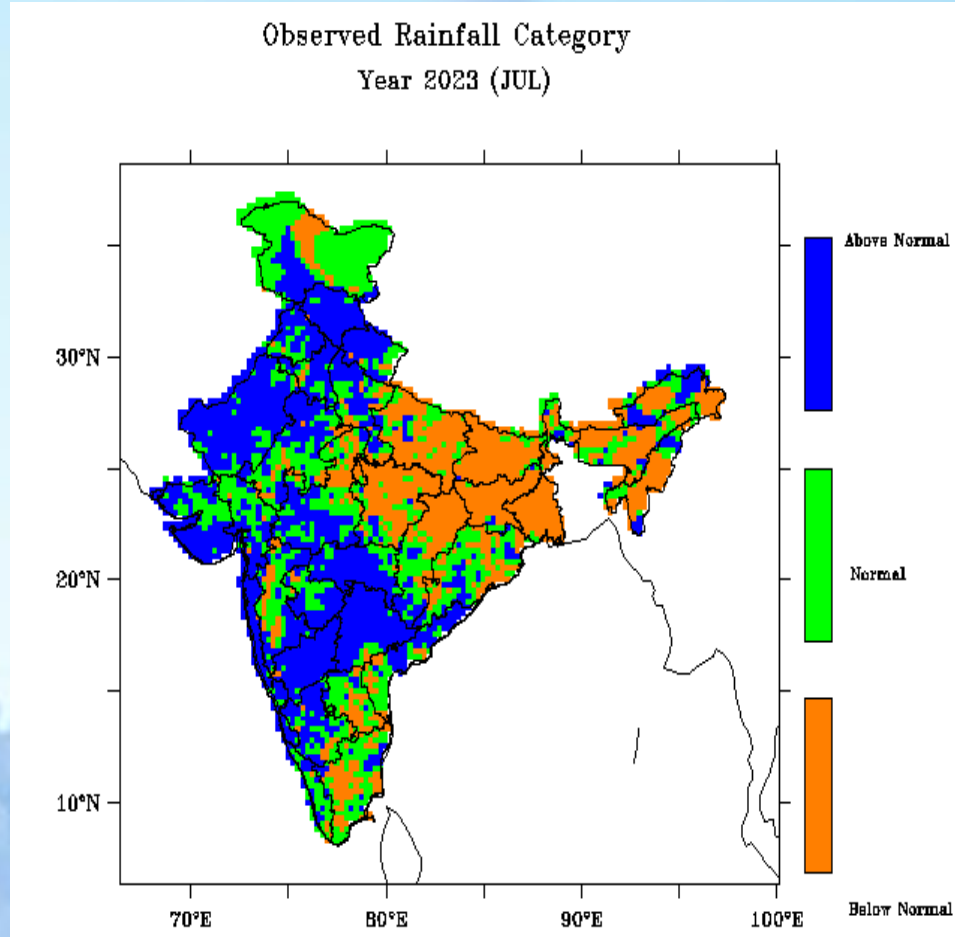 Observed Rainfall Category
Year 2023 (JUL)
Above Normal
30°N
Normal
20°N
10°N
Below Normal
70°E 80°E 90°E 100°E